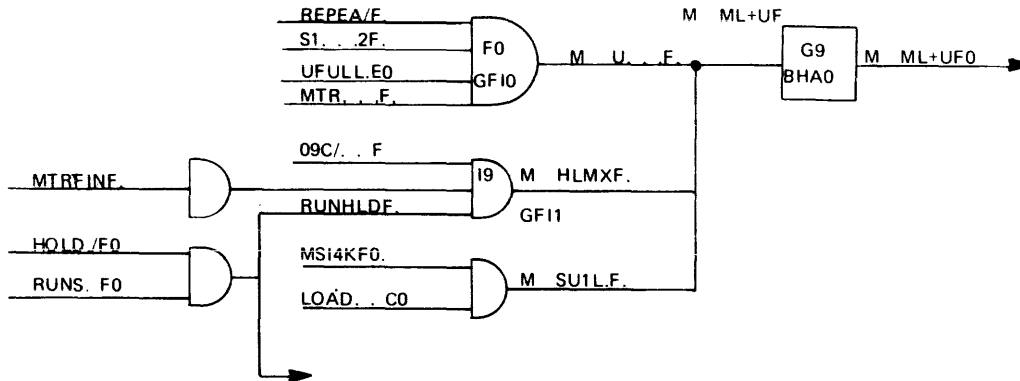 REPEA/F.
M ML+UF
S1. . .2F.
F0
G9
M U. . .F.
M ML+UF0
UFULL.E0
GFI0
BHA0
MTR. . .F.
09C/. . F
I9
M HLMXF.
MTRFINF.
RUNHLDF.
GFI1
HOLD./F0
MSI4KF0.
RUNS. F0
M SU1L.F.
LOAD. . C0